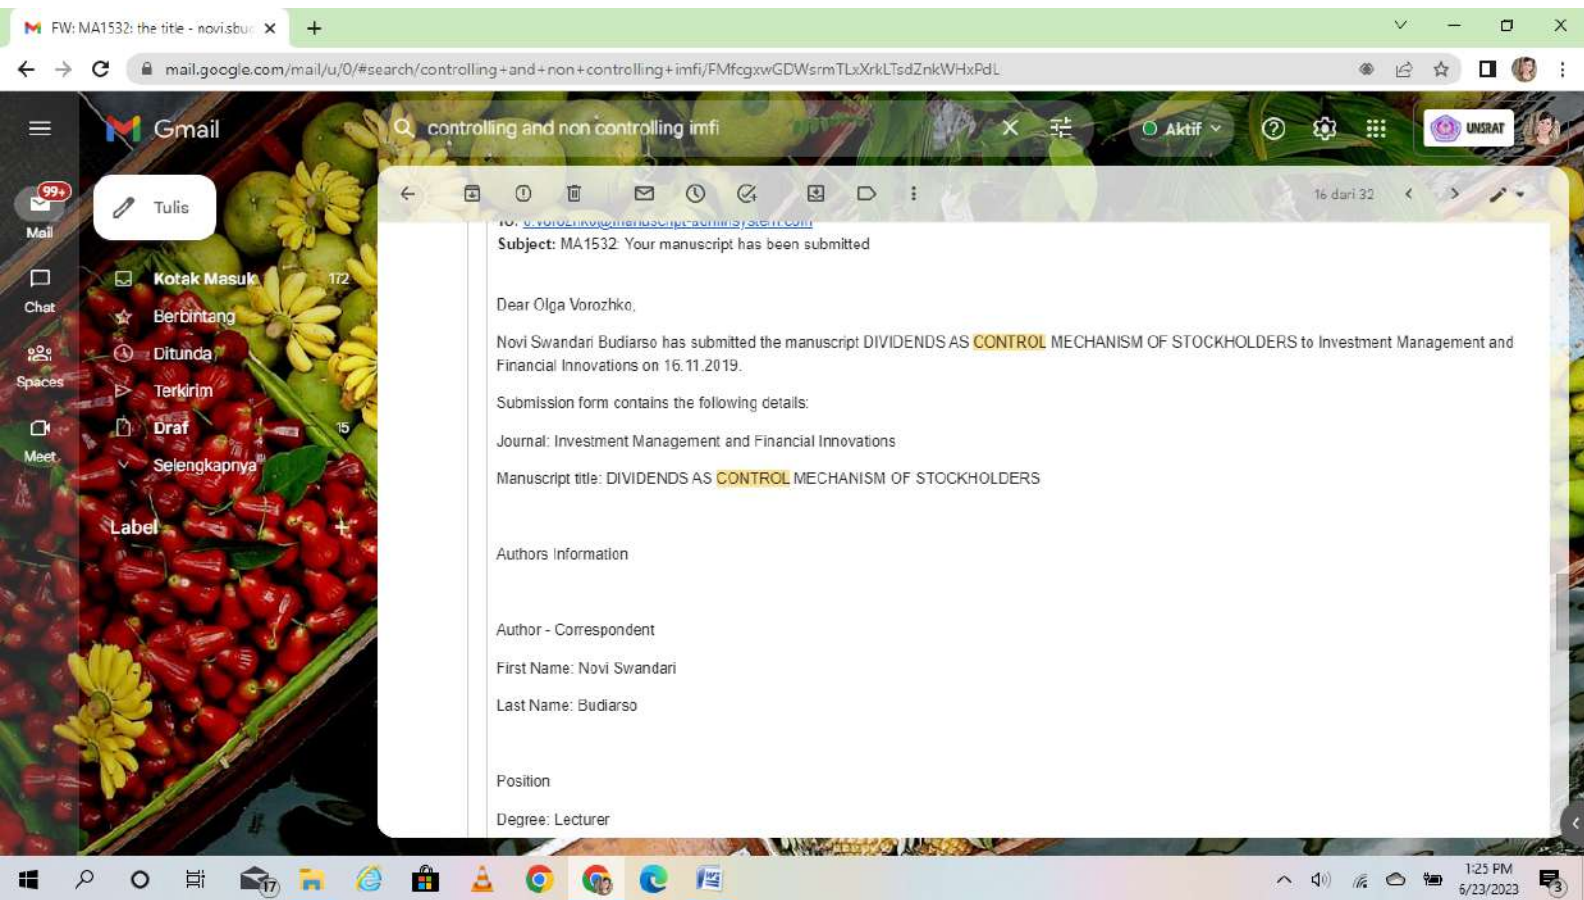 FW: MA1532: the title - novi.sbud
mail.google.com/mail/u/0/#search/controlling+and+non+controlling+imfi/FMfcgxwGDWsrmTLxXrkLTsdZnkWHxPdL
Gmail
controlling and non controlling imfi
Aktif
UNSRAT
99+
Mail
Chat
Spaces
Meet
Tulis
Kotak Masuk 172
Berbintang
Ditunda
Terkirim
Draf 15
Selengkapnya
Label
16 dari 32
Subject: MA1532: Your manuscript has been submitted
Dear Olga Vorozhko,
Novi Swandari Budiarso has submitted the manuscript DIVIDENDS AS CONTROL MECHANISM OF STOCKHOLDERS to Investment Management and
Financial Innovations on 16.11.2019.
Submission form contains the following details:
Journal: Investment Management and Financial Innovations
Manuscript title: DIVIDENDS AS CONTROL MECHANISM OF STOCKHOLDERS
Authors Information
Author - Correspondent
First Name: Novi Swandari
Last Name: Budiarso
Position
Degree: Lecturer
17
1:25 PM
6/23/2023
3